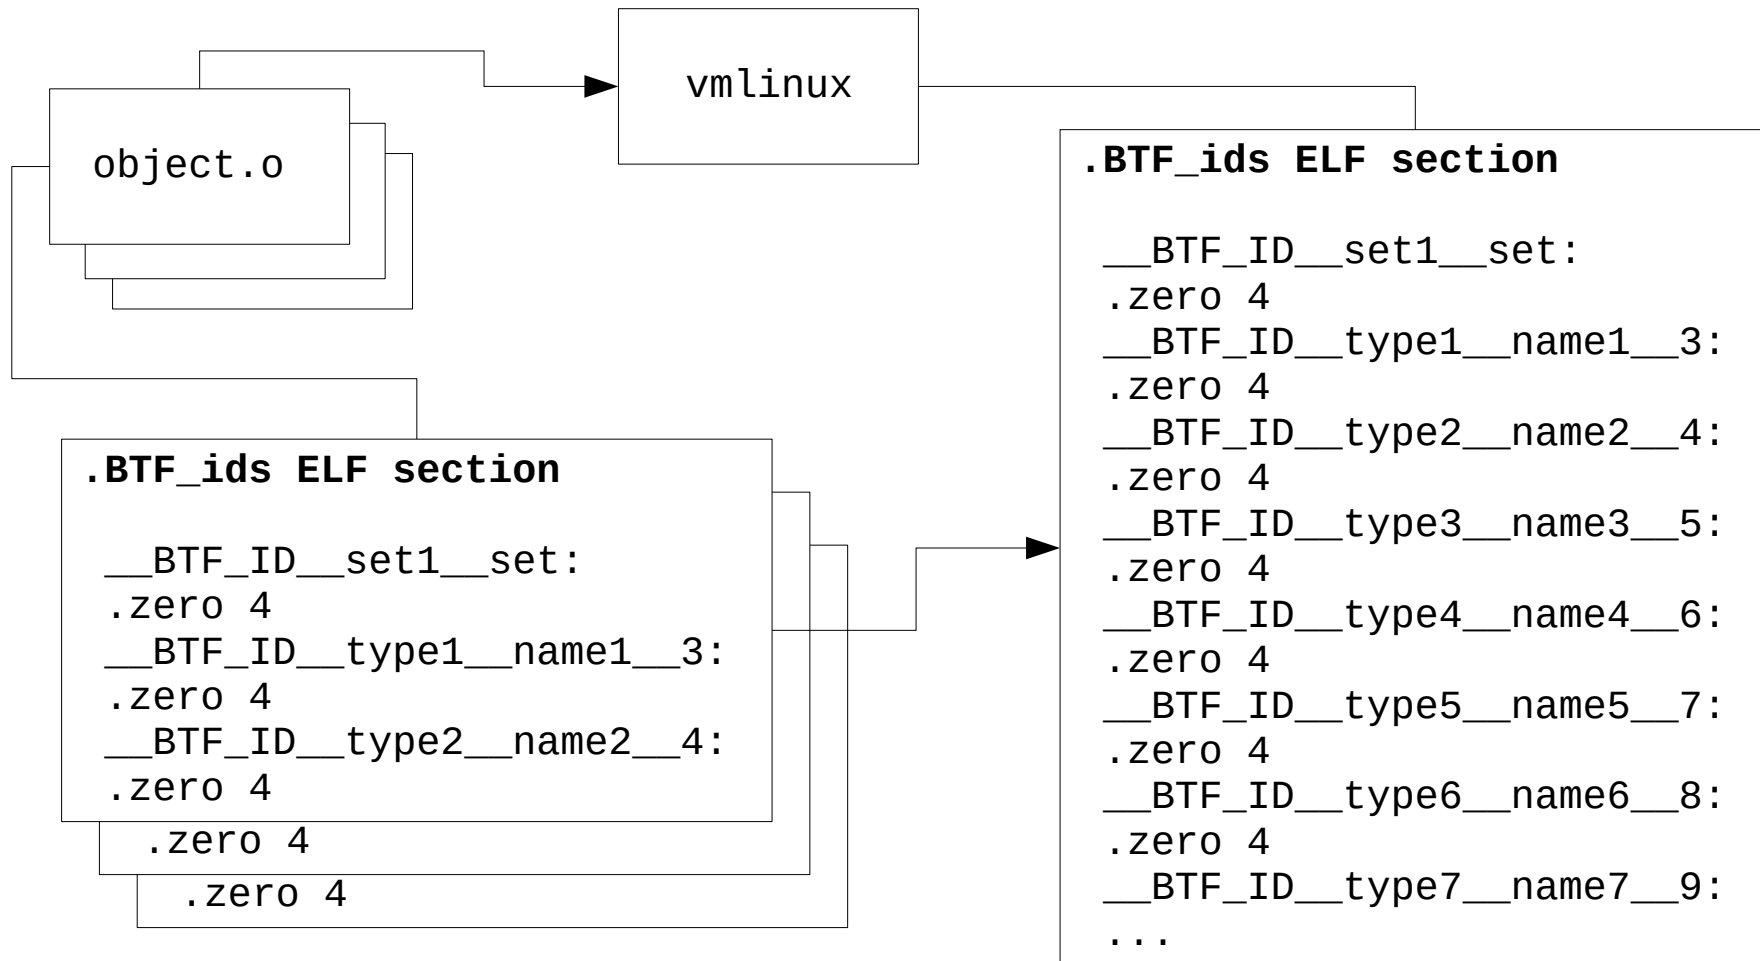 vmlinux
object.o
.BTF_ids ELF section
__BTF_ID__set1__set:
.zero 4
__BTF_ID__type1__name1__3:
.zero 4
__BTF_ID__type2__name2__4:
.zero 4
.zero 4
.zero 4
.BTF_ids ELF section
__BTF_ID__set1__set:
.zero 4
__BTF_ID__type1__name1__3:
.zero 4
__BTF_ID__type2__name2__4:
.zero 4
__BTF_ID__type3__name3__5:
.zero 4
__BTF_ID__type4__name4__6:
.zero 4
__BTF_ID__type5__name5__7:
.zero 4
__BTF_ID__type6__name6__8:
.zero 4
__BTF_ID__type7__name7__9:
...